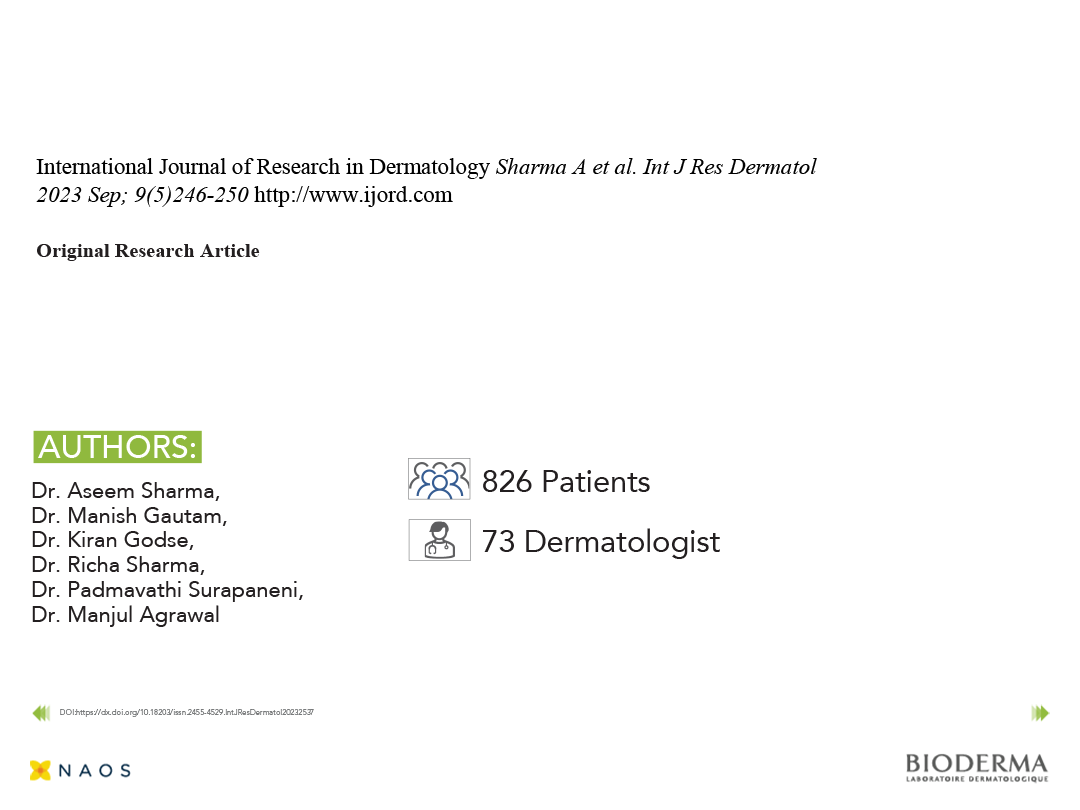 International Journal of Research in Dermatology Sharma A et al. Int J Res Dermatol
2023 Sep; 9(5)246-250 http://www.ijord.com
Original Research Article
AUTHORS:
Dr. Aseem Sharma,
Dr. Manish Gautam,
Dr. Kiran Godse,
Dr. Richa Sharma,
Dr. Padmavathi Surapaneni,
Dr. Manjul Agrawal
826 Patients
73 Dermatologist
DOI:https://dx.doi.org/10.18203/issn.2455-4529.IntJResDermatol20232537
NAOS
BIODERMA
LABORATOIRE DERMATOLOGIQUE